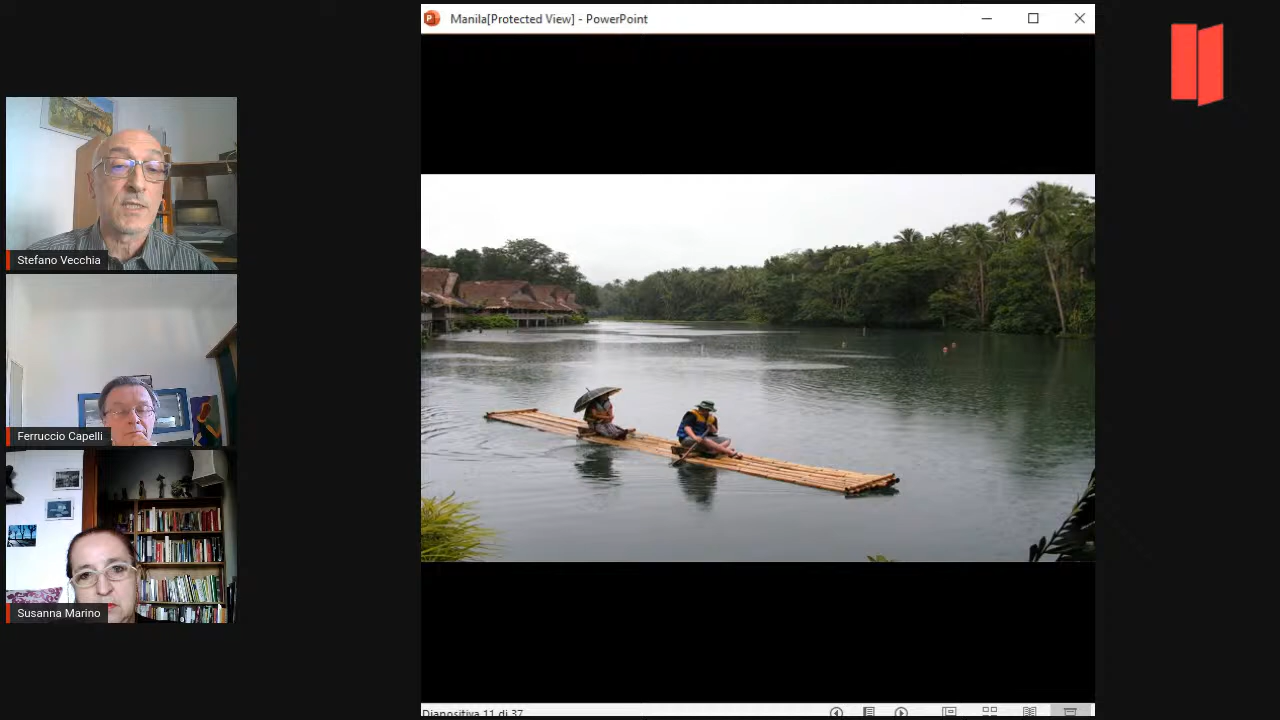 Manila[Protected View] - PowerPoint
Stefano Vecchia
Ferruccio Capelli
Susanna Marino
Diapositiva 11 di 37